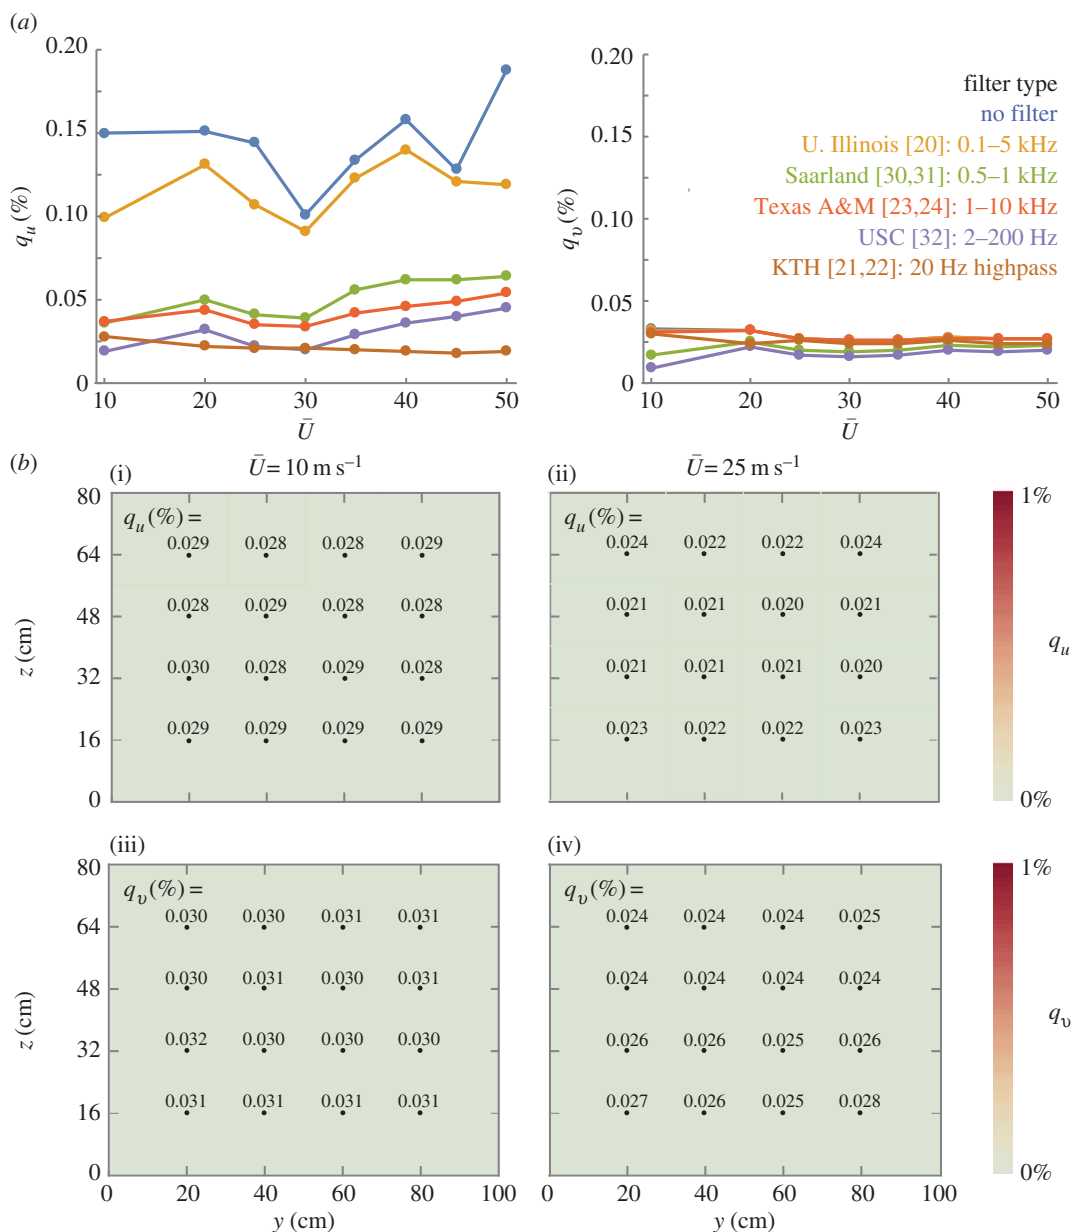 (a)
0.20
0.15
0.10
0.05
0
q_u (%)
10 20 30 40 50
Ū
0.20
0.15
0.10
0.05
0
q_υ (%)
10 20 30 40 50
Ū
filter type
no filter
U. Illinois [20]: 0.1–5 kHz
Saarland [30,31]: 0.5–1 kHz
Texas A&M [23,24]: 1–10 kHz
USC [32]: 2–200 Hz
KTH [21,22]: 20 Hz highpass
(b)
(i) Ū = 10 m s⁻¹
80
64
48
32
16
0
z (cm)
q_u (%) =
0.029 0.028 0.028 0.029
0.028 0.029 0.028 0.028
0.030 0.028 0.029 0.028
0.029 0.029 0.029 0.029
(ii) Ū = 25 m s⁻¹
q_u (%) =
0.024 0.022 0.022 0.024
0.021 0.021 0.020 0.021
0.021 0.021 0.021 0.020
0.023 0.022 0.022 0.023
1%
q_u
0%
(iii)
80
64
48
32
16
0
z (cm)
q_υ (%) =
0.030 0.030 0.031 0.031
0.030 0.031 0.030 0.031
0.032 0.030 0.030 0.030
0.031 0.031 0.031 0.031
0 20 40 60 80 100
y (cm)
(iv)
q_υ (%) =
0.024 0.024 0.024 0.025
0.024 0.024 0.024 0.024
0.026 0.026 0.025 0.026
0.027 0.026 0.025 0.028
0 20 40 60 80 100
y (cm)
1%
q_υ
0%